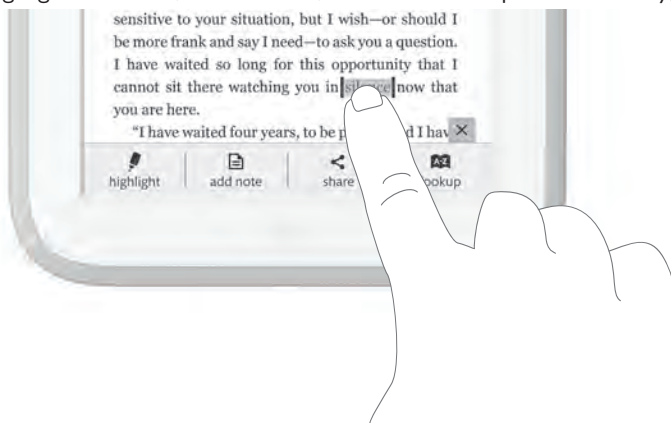 sensitive to your situation, but I wish—or should I
be more frank and say I need—to ask you a question.
I have waited so long for this opportunity that I
cannot sit there watching you in silence now that
you are here.
“I have waited four years, to be I
highlight add note share lookup